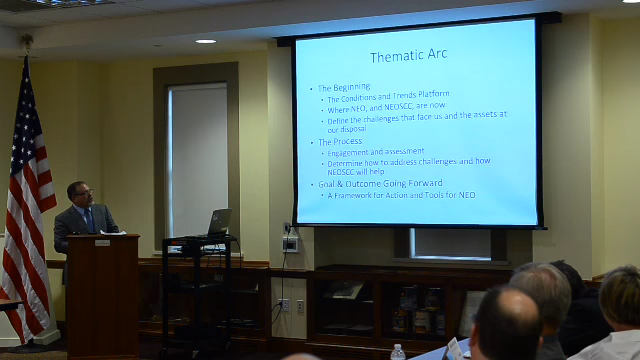 Thematic Arc
• The Beginning
• The Conditions and Trends Platform
• Where NEO, and NEOSCC, are now
• Define the challenges that face us and the assets at
our disposal
• The Process
• Engagement and assessment
• Determine how to address challenges and how
NEOSCC will help
• Goal & Outcome Going Forward
• A Framework for Action and Tools for NEO